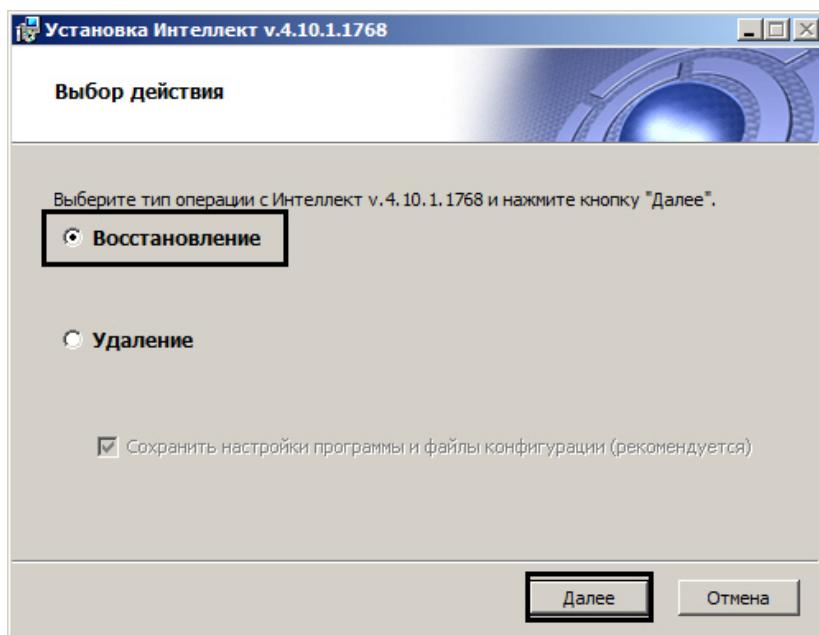 Установка Интеллект v.4.10.1.1768
Выбор действия
Выберите тип операции с Интеллект v.4.10.1.1768 и нажмите кнопку "Далее".
Восстановление
Удаление
Сохранить настройки программы и файлы конфигурации (рекомендуется)
Далее
Отмена